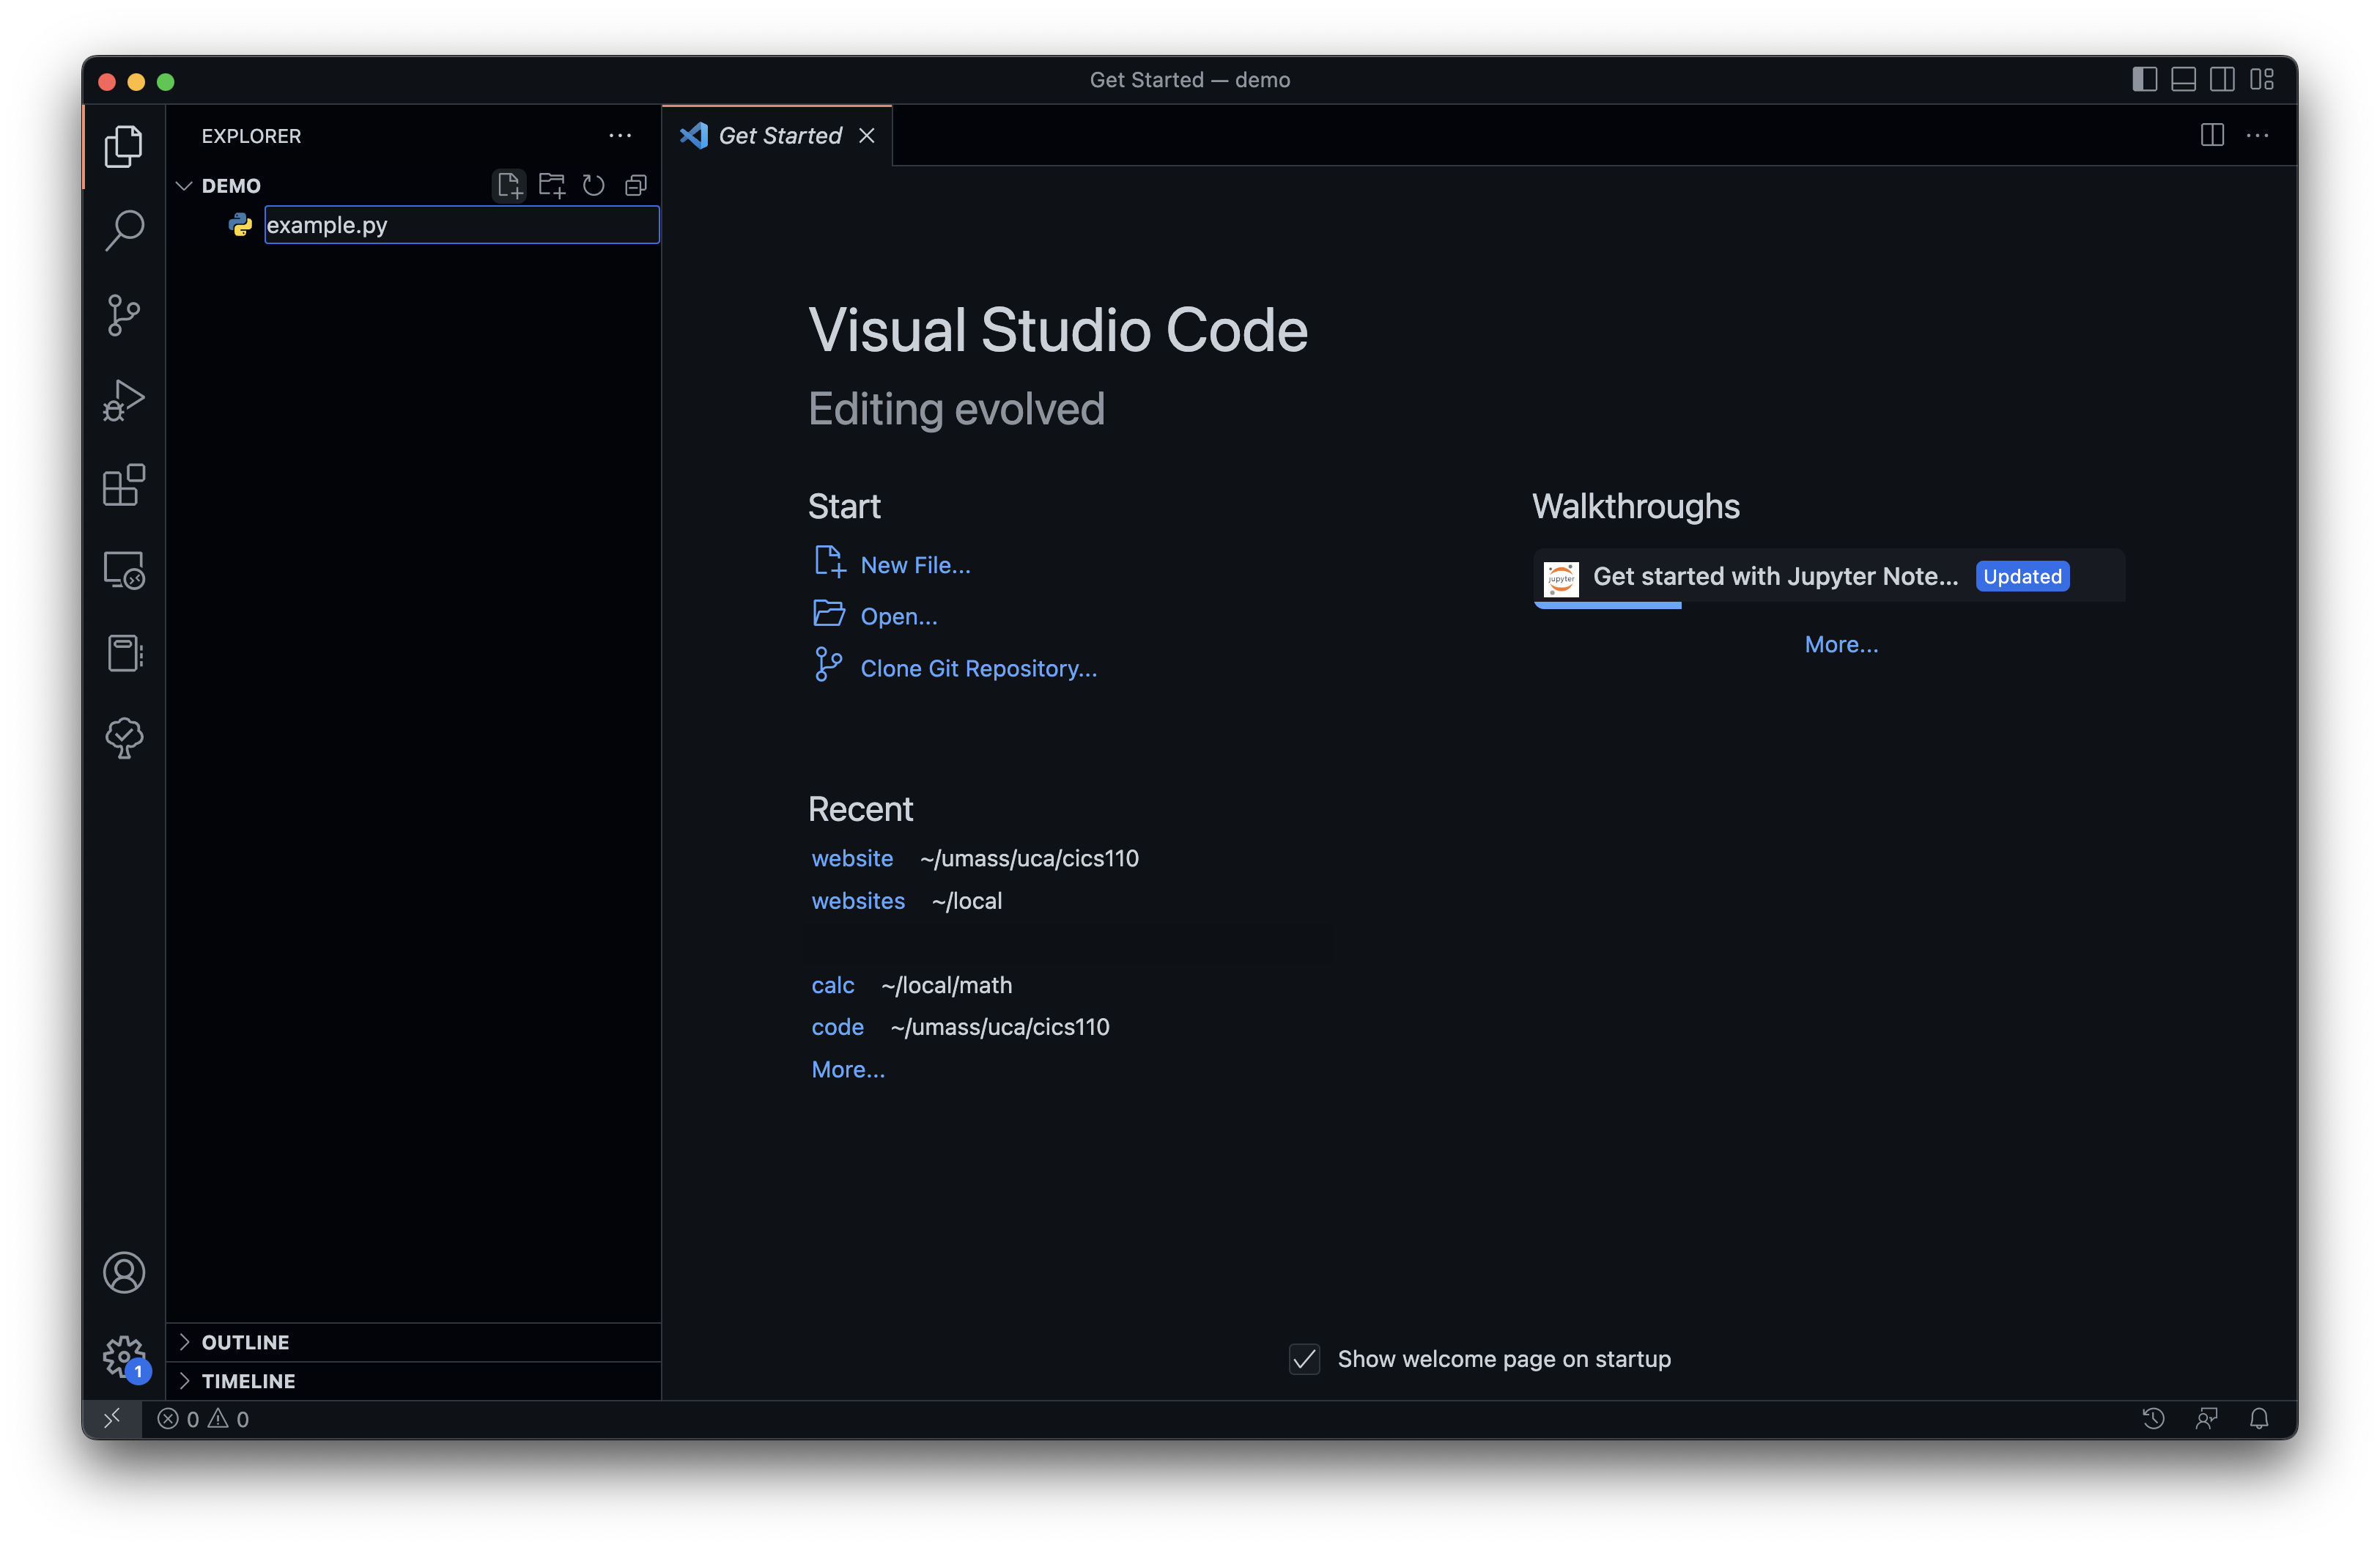 Get Started — demo
EXPLORER
Get Started
DEMO
example.py
Visual Studio Code
Editing evolved
Start
New File...
Open...
Clone Git Repository...
Walkthroughs
jupyter
Get started with Jupyter Note... Updated
More...
Recent
website ~/umass/uca/cics110
websites ~/local
calc ~/local/math
code ~/umass/uca/cics110
More...
Show welcome page on startup
1
OUTLINE
TIMELINE
0 0